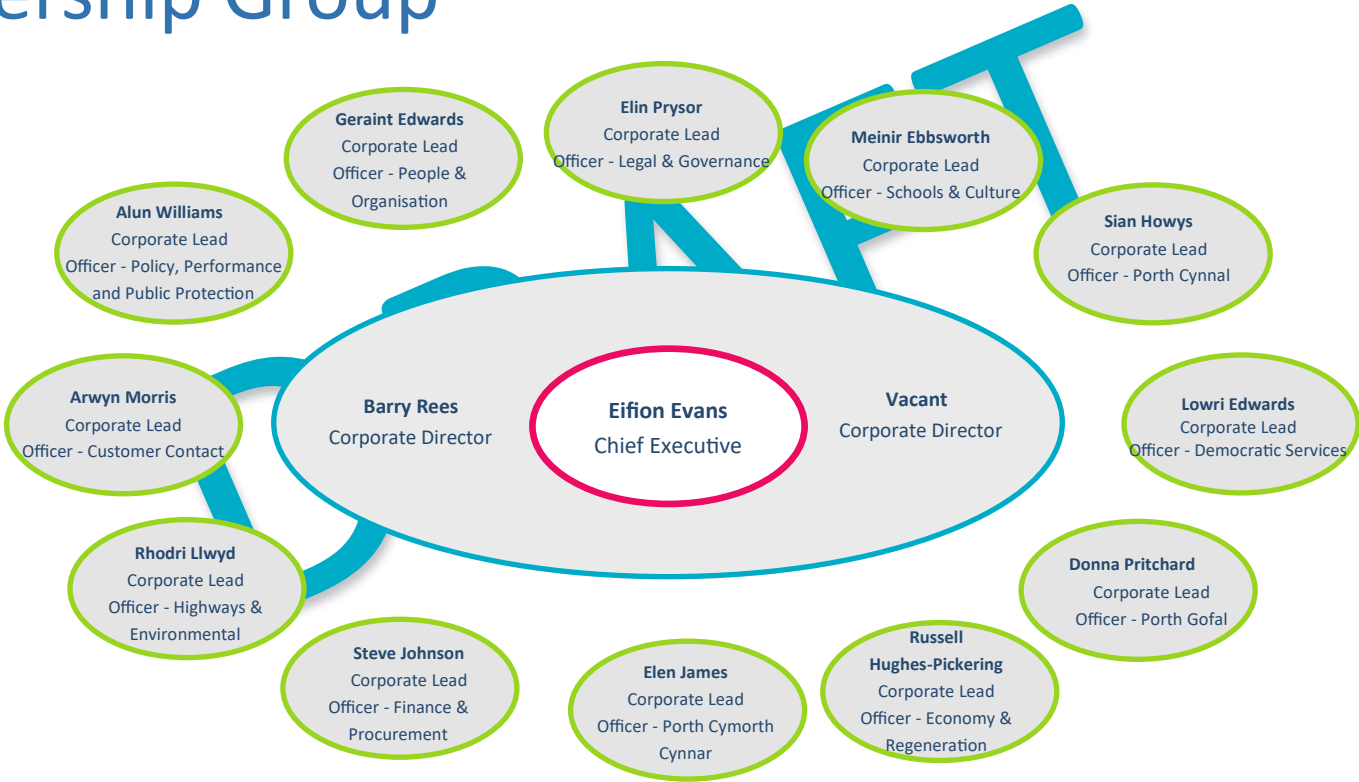 ership Group
Elin Prysor
Corporate Lead
Officer - Legal & Governance
Geraint Edwards
Corporate Lead
Officer - People &
Organisation
Meinir Ebbsworth
Corporate Lead
Officer - Schools & Culture
Alun Williams
Corporate Lead
Officer - Policy, Performance
and Public Protection
Sian Howys
Corporate Lead
Officer - Porth Cynnal
Arwyn Morris
Corporate Lead
Officer - Customer Contact
Barry Rees
Corporate Director
Eifion Evans
Chief Executive
Vacant
Corporate Director
Lowri Edwards
Corporate Lead
Officer - Democratic Services
Rhodri Llwyd
Corporate Lead
Officer - Highways &
Environmental
Donna Pritchard
Corporate Lead
Officer - Porth Gofal
Steve Johnson
Corporate Lead
Officer - Finance &
Procurement
Elen James
Corporate Lead
Officer - Porth Cymorth
Cynnar
Russell
Hughes-Pickering
Corporate Lead
Officer - Economy &
Regeneration
DRAFT